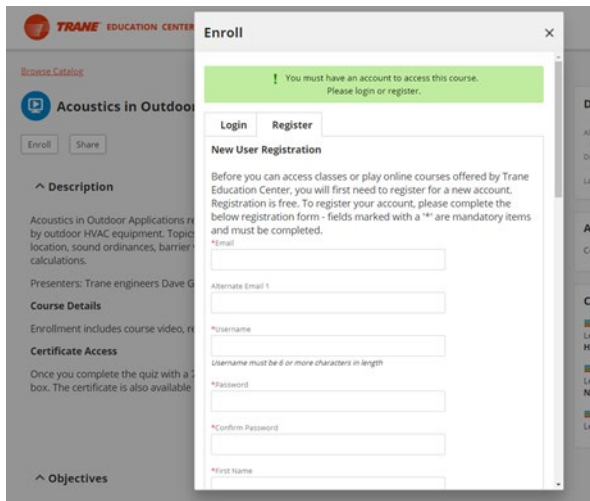 TRANE EDUCATION CENTER
Browse Catalog
Acoustics in Outdoor
Enroll
Share
Description
Acoustics in Outdoor Applications
by outdoor HVAC equipment.
location, sound ordinances, barrier
calculations.
Presenters: Trane engineers Dave G
Course Details
Enrollment includes course video,
Certificate Access
Once you complete the quiz with a
box. The certificate is also available
Objectives
Enroll
×
! You must have an account to access this course.
Please login or register.
Login
Register
New User Registration
Before you can access classes or play online courses offered by Trane
Education Center, you will first need to register for a new account.
Registration is free. To register your account, please complete the
below registration form - fields marked with a '*' are mandatory items
and must be completed.
*Email
Alternate Email 1
*Username
Username must be 6 or more characters in length
*Password
*Confirm Password
*First Name